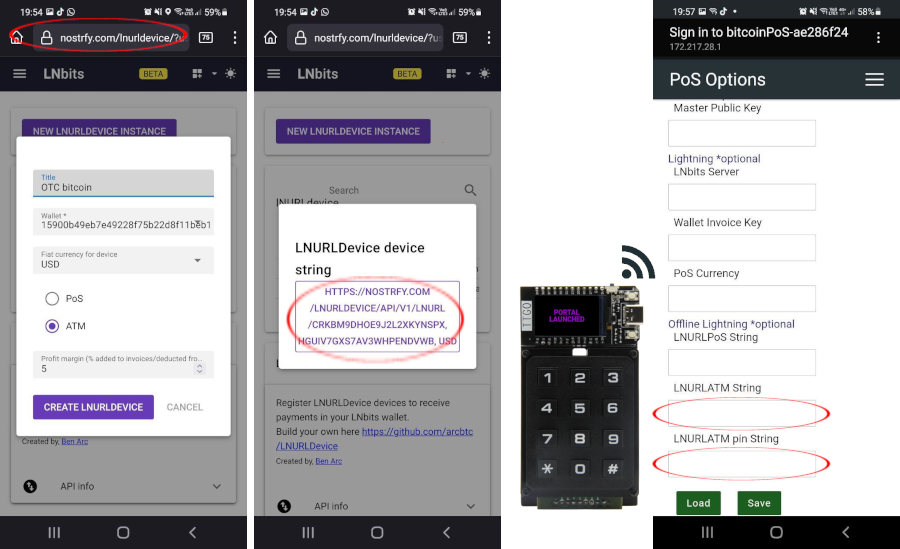 19:54
59%
nostrfy.com/lnurldevice/?us
75
LNbits
BETA
NEW LNURLDEVICE INSTANCE
Title
OTC bitcoin
Wallet *
15900b49eb7e49228f75b22d8f11beb1
Fiat currency for device
USD
PoS
ATM
Profit margin (% added to invoices/deducted fro...
5
CREATE LNURLDEVICE
CANCEL
Created by, Ben Arc
API info
19:54
59%
nostrfy.com/lnurldevice/?us
75
LNbits
BETA
NEW LNURLDEVICE INSTANCE
Search
lNURLdevice
LNURLDevice device
string
HTTPS://NOSTRFY.COM
/LNURLDEVICE/API/V1/LNURL
/CRKBM9DHOE9J2L2XKYNSPX,
HGUIV7GXS7AV3WHPENDVWB, USD
Register LNURLDevice devices to receive
payments in your LNbits wallet.
Build your own here https://github.com/arcbtc
/LNURLDevice
Created by, Ben Arc
API info
TTGO
PORTAL
LAUNCHED
1 2 3
4 5 6
7 8 9
* 0 #
19:57
58%
Sign in to bitcoinPoS-ae286f24
172.217.28.1
PoS Options
Master Public Key
Lightning *optional
LNbits Server
Wallet Invoice Key
PoS Currency
Offline Lightning *optional
LNURLPoS String
LNURLATM String
LNURLATM pin String
Load
Save